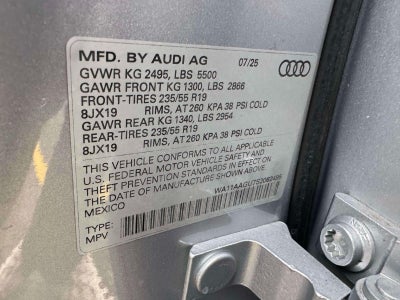 MFD. BY AUDI AG 07/25
GVWR KG 2495, LBS 5500
GAWR FRONT KG 1300, LBS 2866
FRONT-TIRES 235/55 R19
8JX19 RIMS, AT 260 KPA 38 PSI COLD
GAWR REAR KG 1340, LBS 2954
REAR-TIRES 235/55 R19
8JX19 RIMS, AT 260 KPA 38 PSI COLD
THIS VEHICLE CONFORMS TO ALL APPLICABLE
U.S. FEDERAL MOTOR VEHICLE SAFETY AND
THEFT PREVENTION STANDARDS IN EFFECT ON
THE DATE OF MANUFACTURE SHOWN ABOVE.
MEXICO
TYPE:
MPV